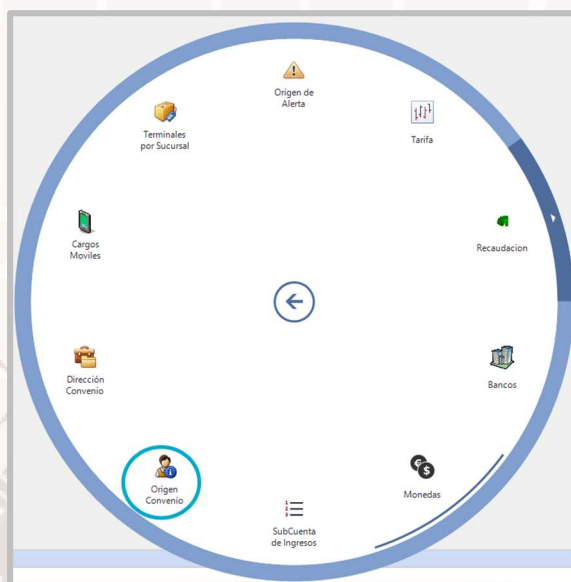 Origen de
Alerta
Terminales
por Sucursal
Tarifa
Cargos
Moviles
Recaudacion
Dirección
Convenio
Bancos
Origen
Convenio
Monedas
SubCuenta
de Ingresos